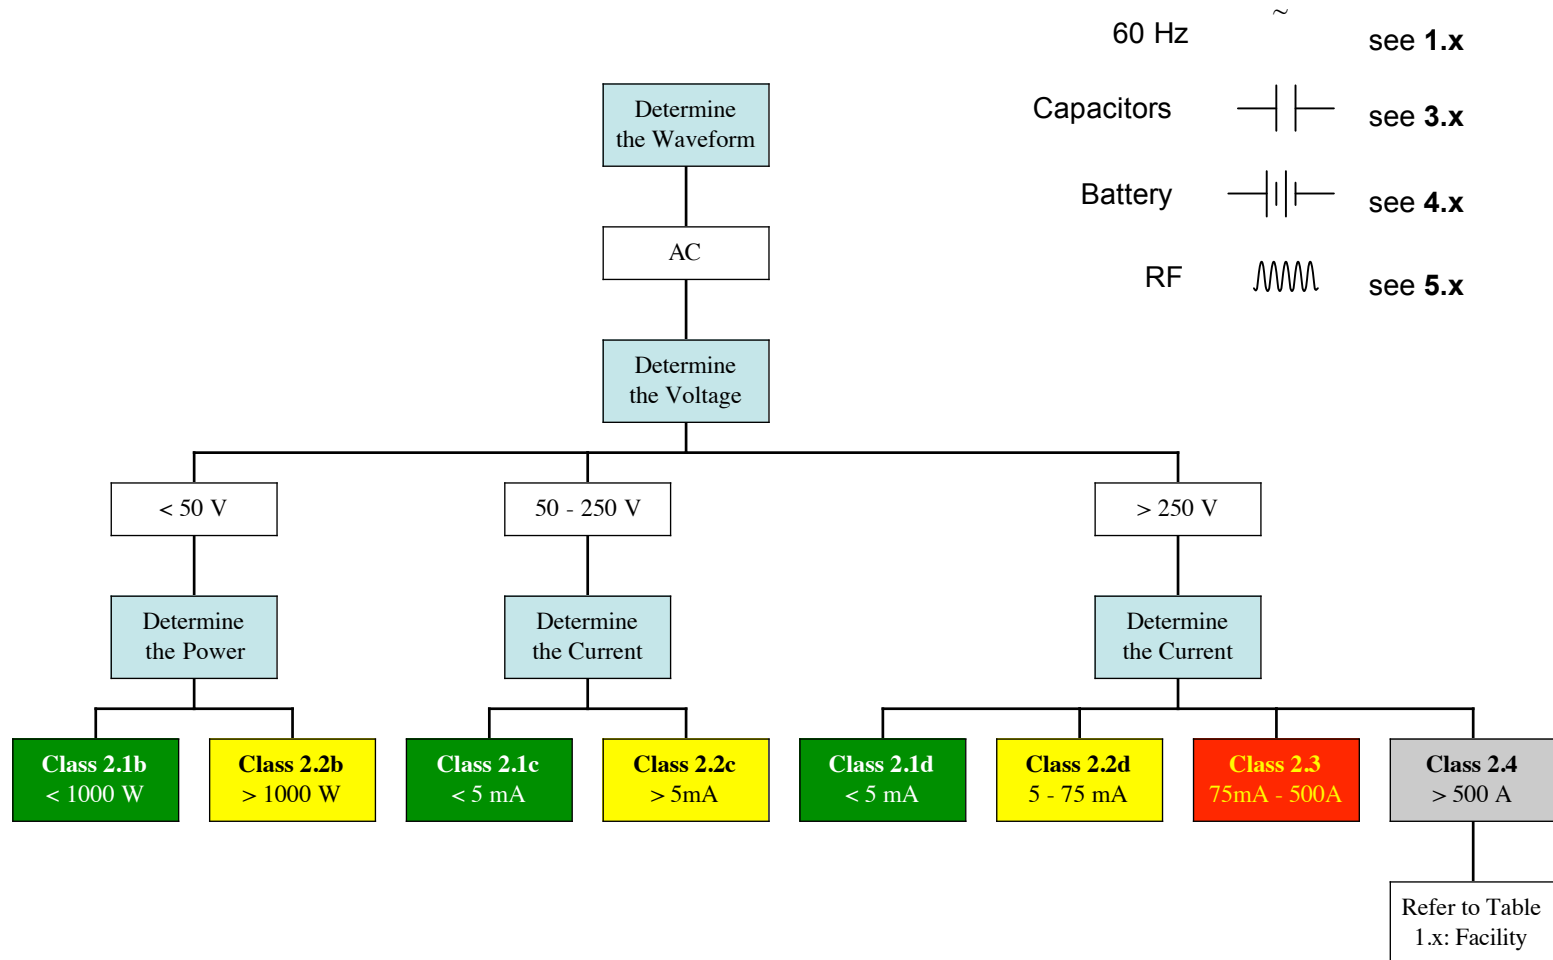 60 Hz ~ see 1.x
Capacitors see 3.x
Battery see 4.x
RF see 5.x
Determine
the Waveform
AC
Determine
the Voltage
< 50 V
50 - 250 V
> 250 V
Determine
the Power
Determine
the Current
Determine
the Current
Class 2.1b
< 1000 W
Class 2.2b
> 1000 W
Class 2.1c
< 5 mA
Class 2.2c
> 5mA
Class 2.1d
< 5 mA
Class 2.2d
5 - 75 mA
Class 2.3
75mA - 500A
Class 2.4
> 500 A
Refer to Table
1.x: Facility